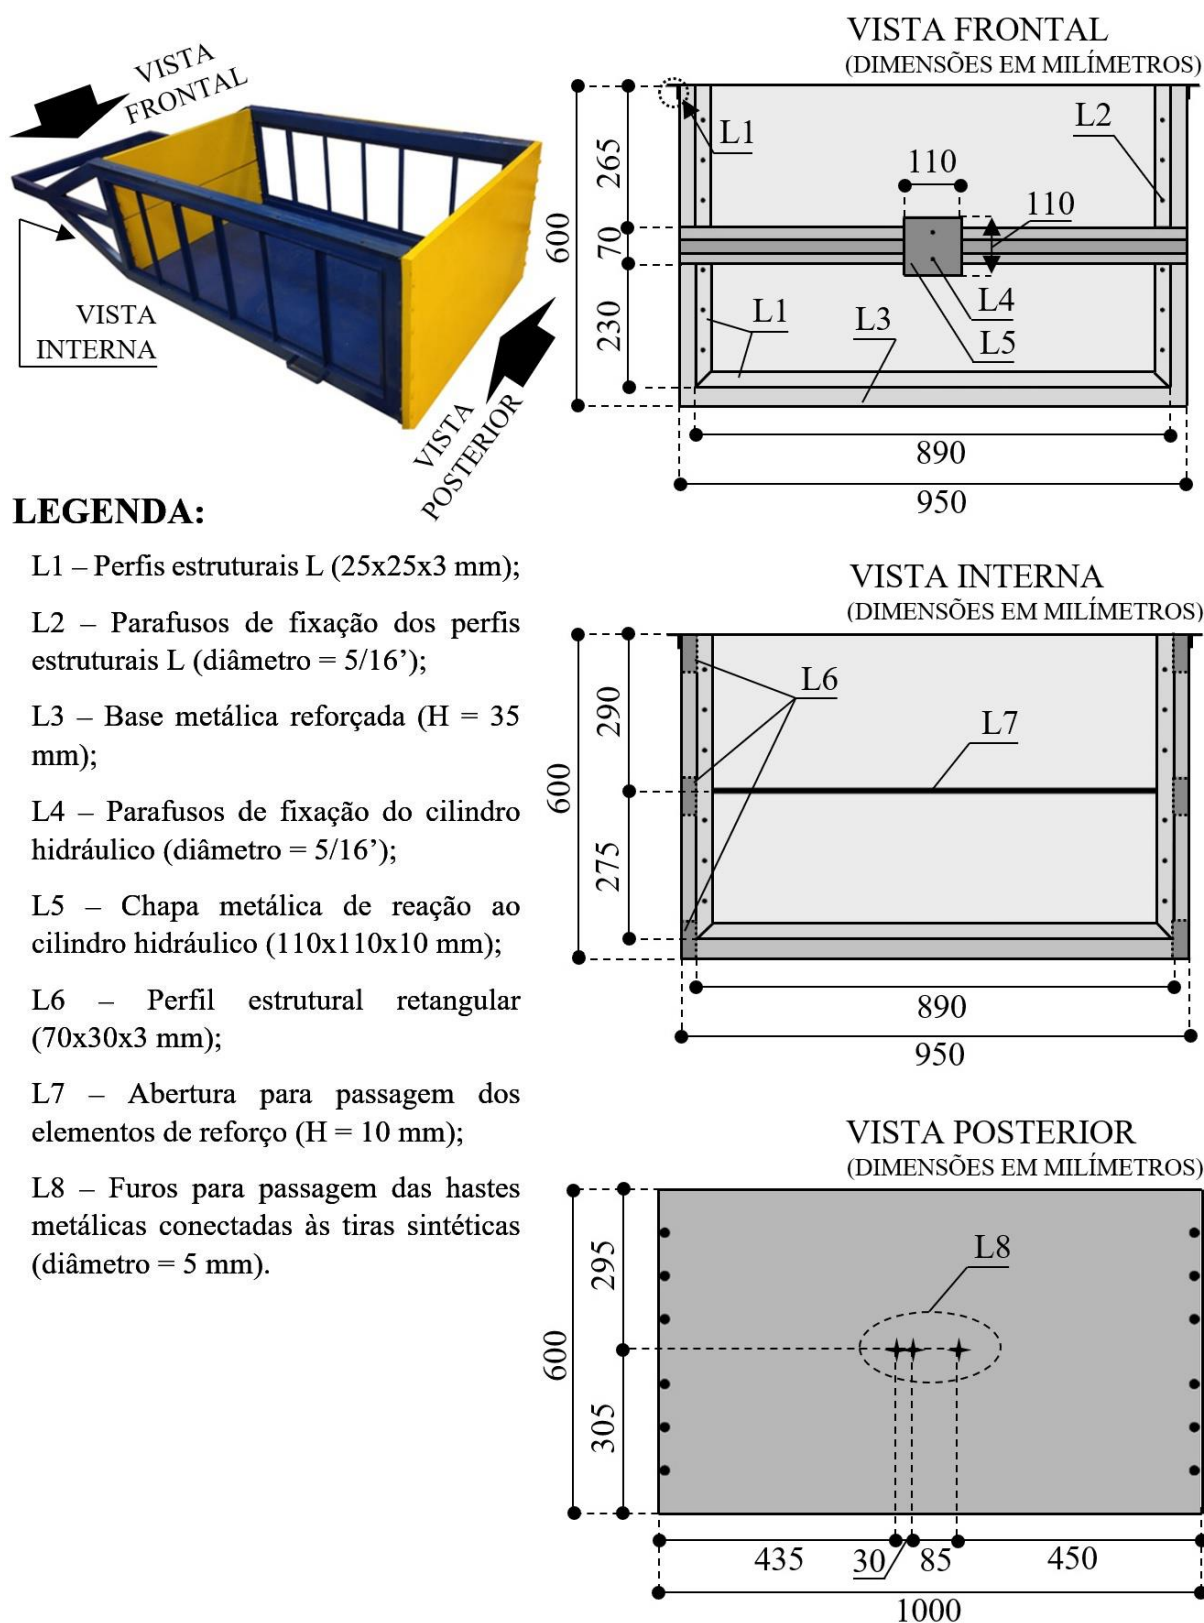 VISTA
FRONTAL
VISTA
INTERNA
VISTA
POSTERIOR
VISTA FRONTAL
(DIMENSÕES EM MILÍMETROS)
L1
L2
110
110
265
600
70
230
L1
L3
L4
L5
890
950
LEGENDA:
L1 – Perfis estruturais L (25x25x3 mm);
L2 – Parafusos de fixação dos perfis
estruturais L (diâmetro = 5/16’);
L3 – Base metálica reforçada (H = 35
mm);
L4 – Parafusos de fixação do cilindro
hidráulico (diâmetro = 5/16’);
L5 – Chapa metálica de reação ao
cilindro hidráulico (110x110x10 mm);
L6 – Perfil estrutural retangular
(70x30x3 mm);
L7 – Abertura para passagem dos
elementos de reforço (H = 10 mm);
L8 – Furos para passagem das hastes
metálicas conectadas às tiras sintéticas
(diâmetro = 5 mm).
VISTA INTERNA
(DIMENSÕES EM MILÍMETROS)
L6
L7
290
600
275
890
950
VISTA POSTERIOR
(DIMENSÕES EM MILÍMETROS)
L8
295
600
305
435
30
85
450
1000